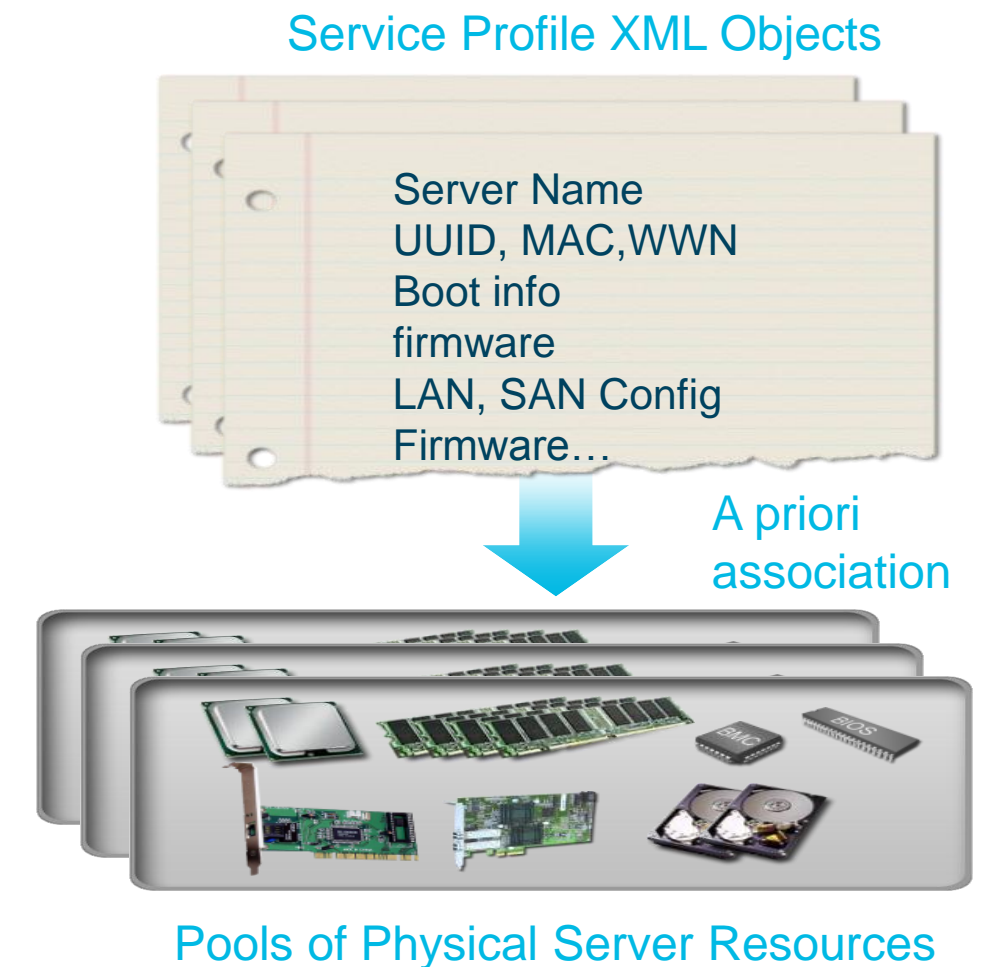 Service Profile XML Objects
Server Name
UUID, MAC,WWN
Boot info
firmware
LAN, SAN Config
Firmware…
A priori
association
BMC
BIOS
Pools of Physical Server Resources